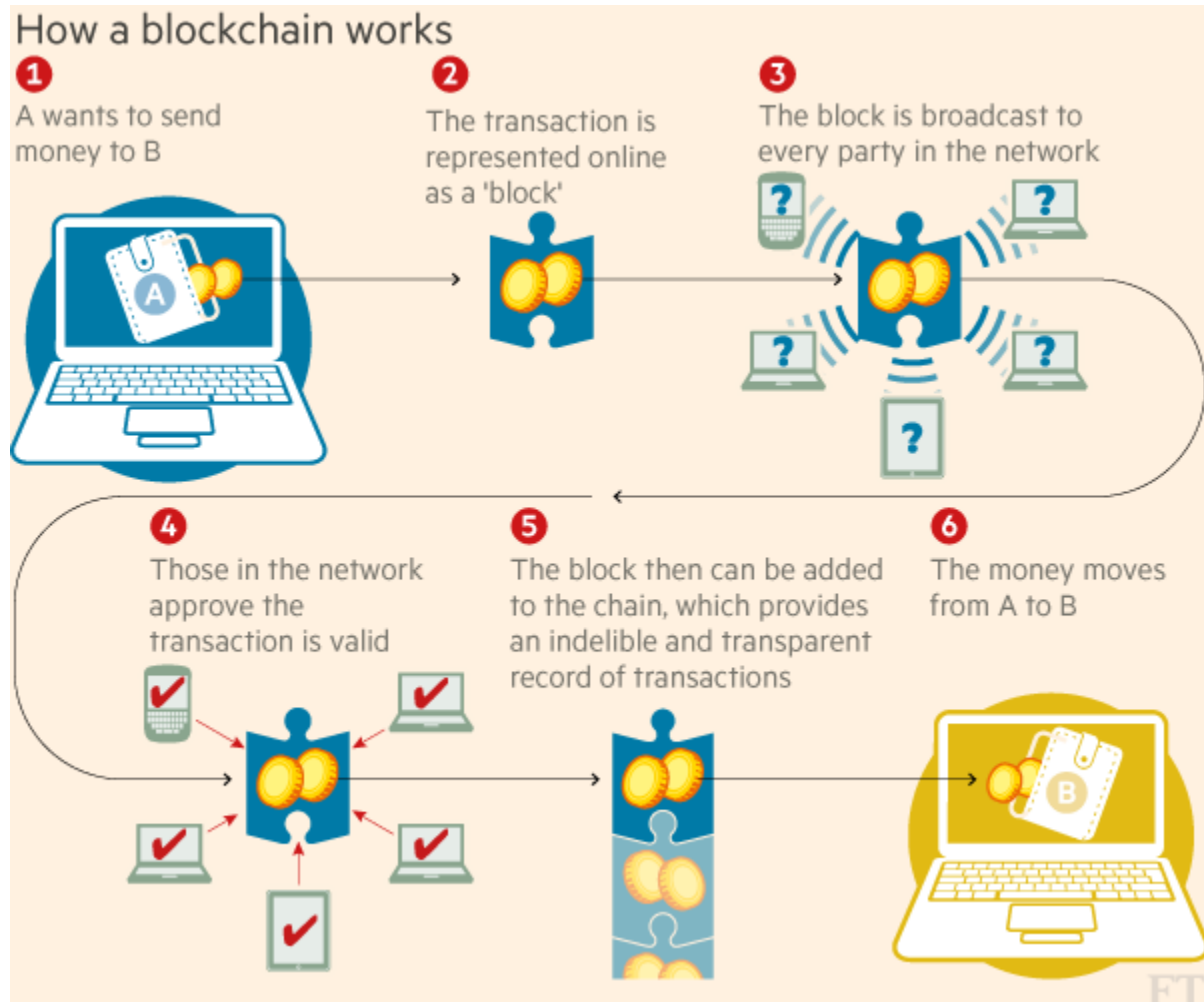 How a blockchain works
1
A wants to send
money to B
A
2
The transaction is
represented online
as a 'block'
3
The block is broadcast to
every party in the network
?
?
?
?
?
4
Those in the network
approve the
transaction is valid
5
The block then can be added
to the chain, which provides
an indelible and transparent
record of transactions
6
The money moves
from A to B
B
FT